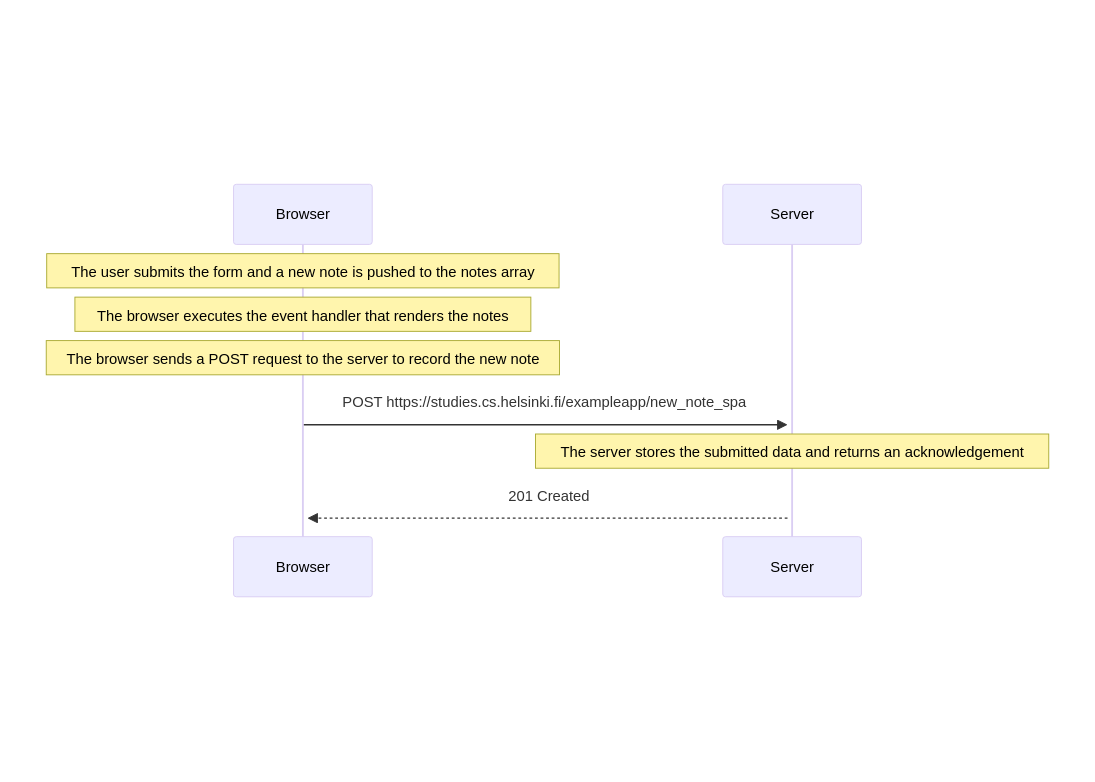 Browser
Server
The user submits the form and a new note is pushed to the notes array
The browser executes the event handler that renders the notes
The browser sends a POST request to the server to record the new note
POST https://studies.cs.helsinki.fi/exampleapp/new_note_spa
The server stores the submitted data and returns an acknowledgement
201 Created
Browser
Server